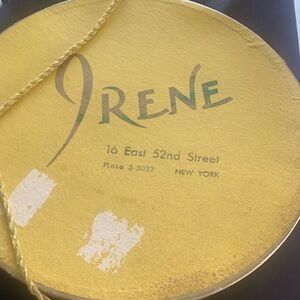 IRENE
16 East 52nd Street
Plaza 3-3032 NEW YORK